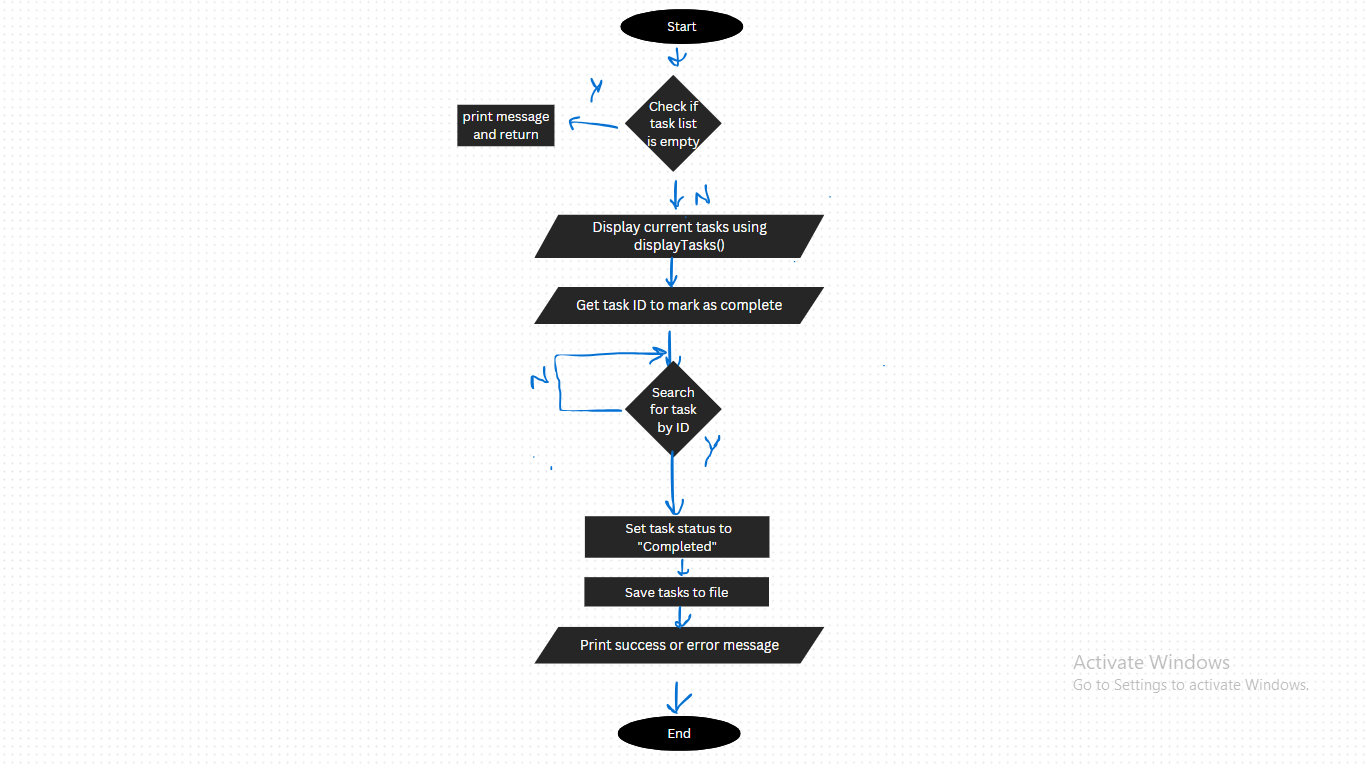 Start
Y
Check if
task list
is empty
print message
and return
N
Display current tasks using
displayTasks()
Get task ID to mark as complete
N
Search
for task
by ID
Y
Set task status to
"Completed"
Save tasks to file
Print success or error message
Activate Windows
Go to Settings to activate Windows.
End